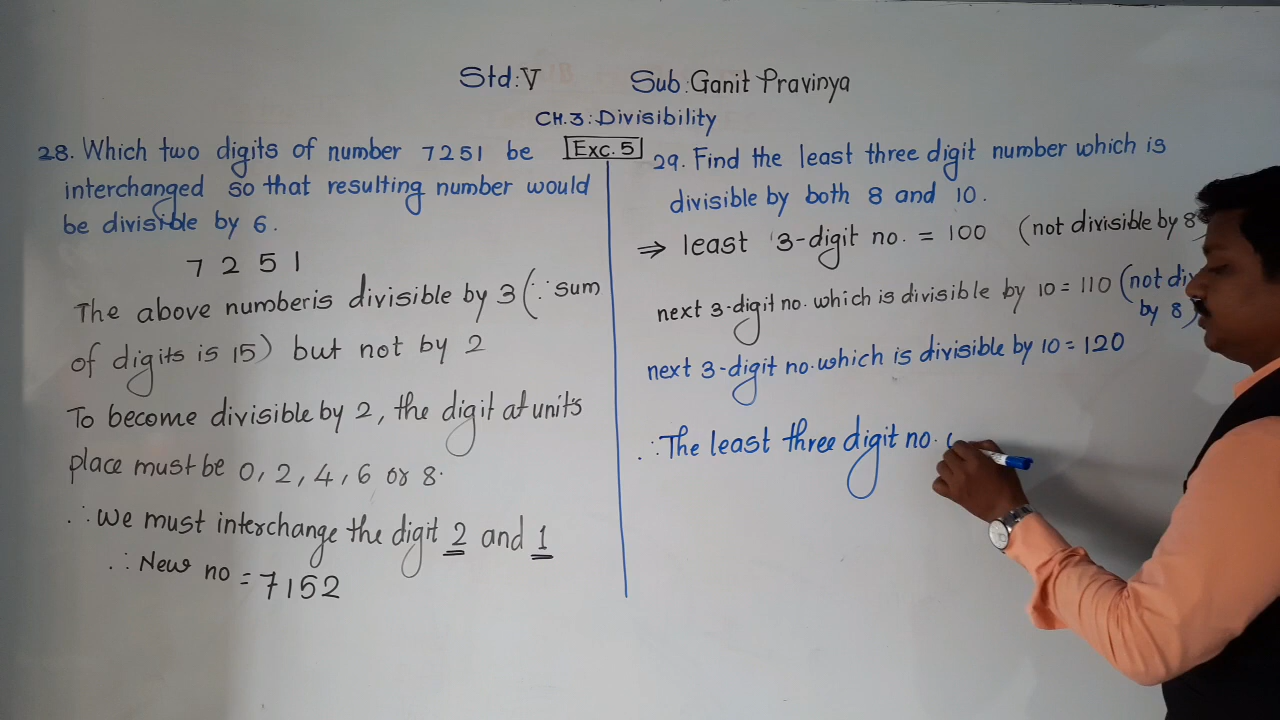 Std: V Sub: Ganit Pravinya
CH.3: Divisibility
Exc. 5
28. Which two digits of number 7251 be
interchanged so that resulting number would
be divisible by 6.
7 2 5 1
The above number is divisible by 3 (∵ sum
of digits is 15) but not by 2
To become divisible by 2, the digit at units
place must be 0, 2, 4, 6 or 8.
∴ We must interchange the digit 2 and 1
∴ New no = 7152
29. Find the least three digit number which is
divisible by both 8 and 10.
⇒ least 3-digit no. = 100 (not divisible by 8
next 3-digit no. which is divisible by 10 = 110 (not div
by 8)
next 3-digit no. which is divisible by 10 = 120
∴ The least three digit no.